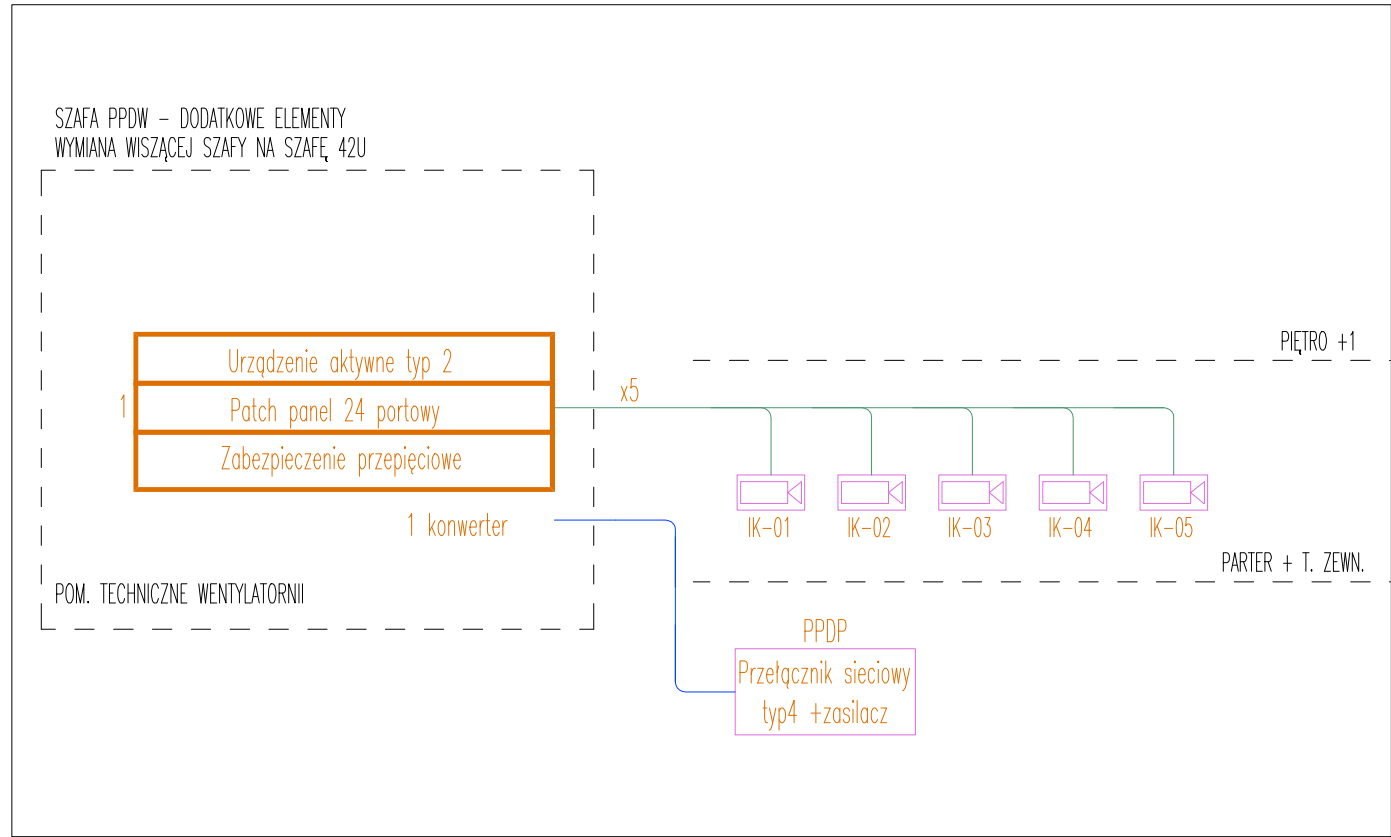 SZAFA PPDW – DODATKOWE ELEMENTY
WYMIANA WISZĄCEJ SZAFY NA SZAFĘ 42U
Urządzenie aktywne typ 2
1
Patch panel 24 portowy
Zabezpieczenie przepięciowe
1 konwerter
POM. TECHNICZNE WENTYLATORNII
x5
PIĘTRO +1
IK-01
IK-02
IK-03
IK-04
IK-05
PARTER + T. ZEWN.
PPDP
Przełącznik sieciowy
typ4 +zasilacz